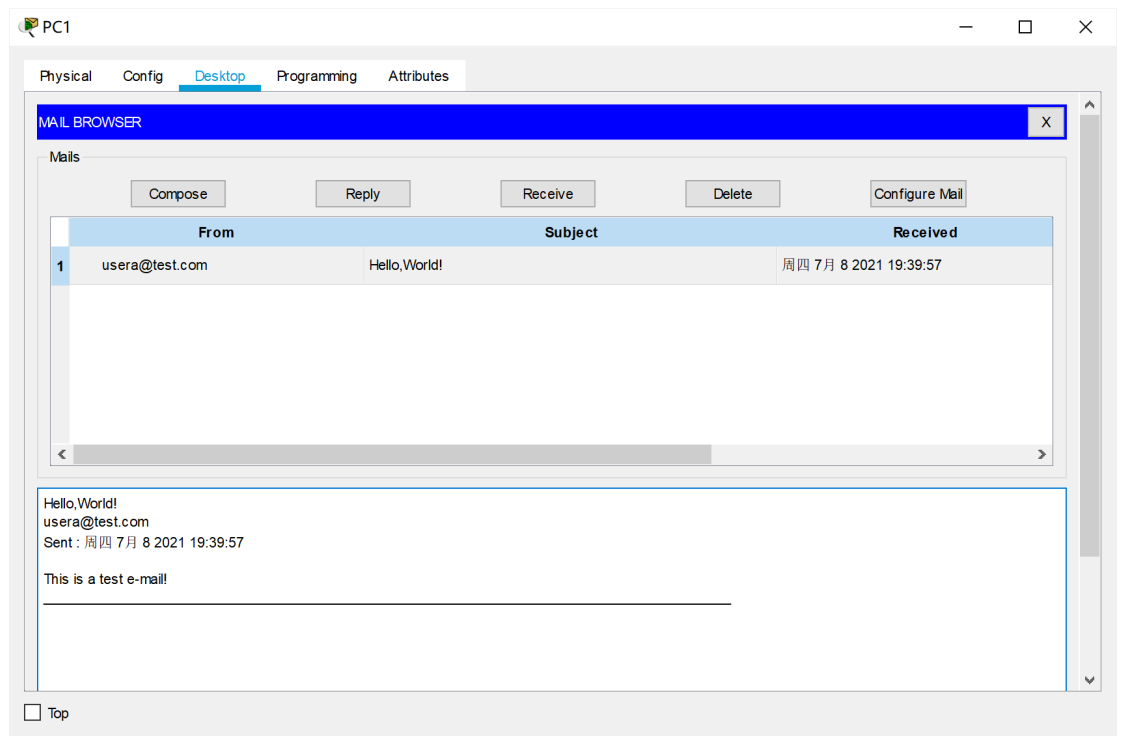 PC1
Physical Config Desktop Programming Attributes
MAIL BROWSER X
Mails
Compose Reply Receive Delete Configure Mail
From Subject Received
1 usera@test.com Hello,World! 周四 7月 8 2021 19:39:57
Hello,World!
usera@test.com
Sent : 周四 7月 8 2021 19:39:57
This is a test e-mail!
Top